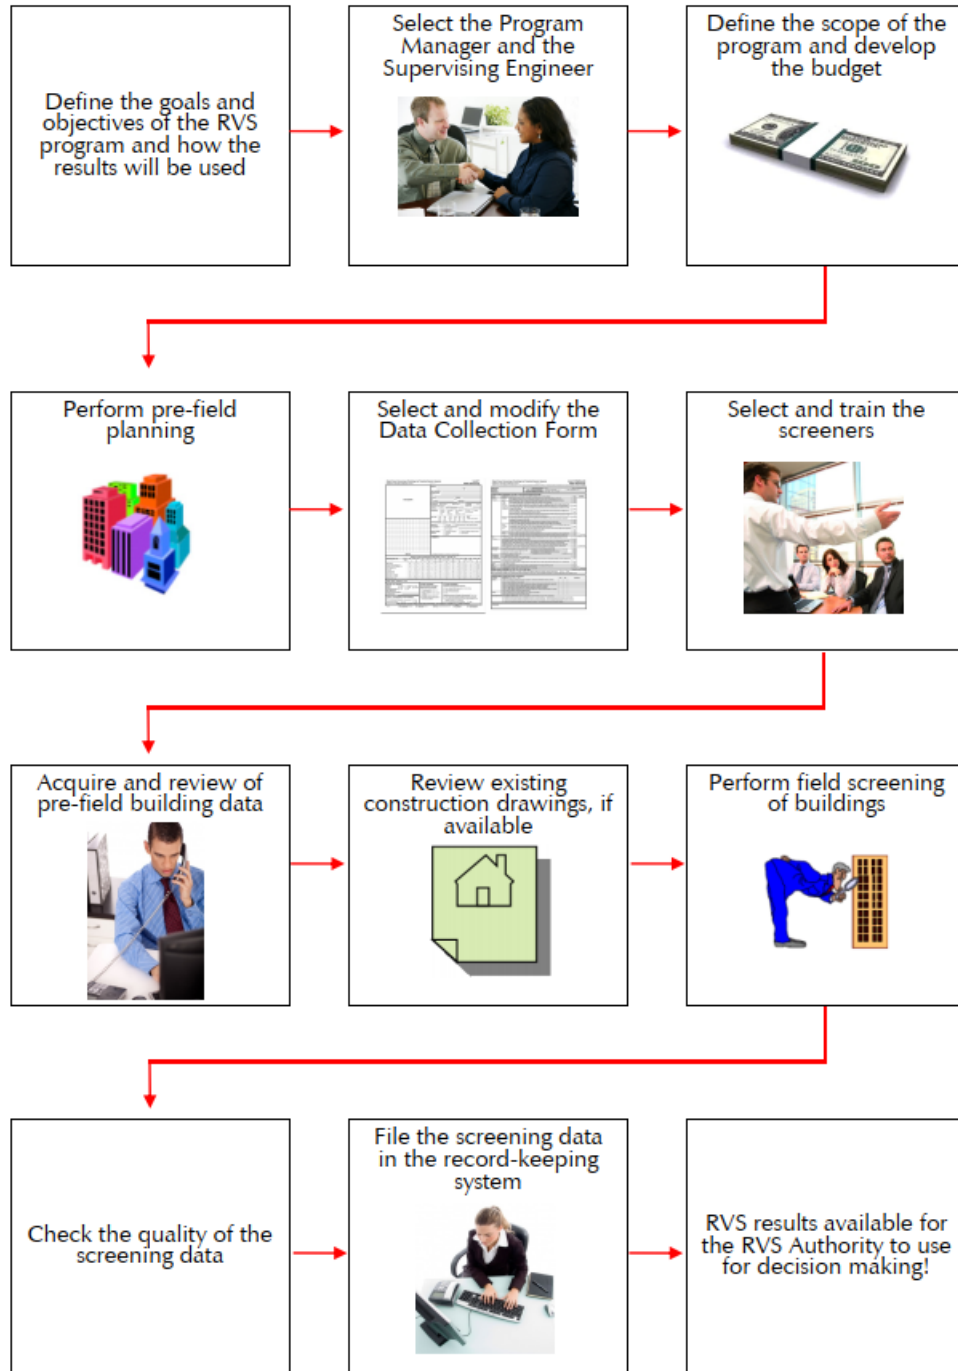 Define the goals and
objectives of the RVS
program and how the
results will be used
Select the Program
Manager and the
Supervising Engineer
Define the scope of the
program and develop
the budget
Perform pre-field
planning
Select and modify the
Data Collection Form
Select and train the
screeners
Acquire and review of
pre-field building data
Review existing
construction drawings, if
available
Perform field screening
of buildings
Check the quality of the
screening data
File the screening data
in the record-keeping
system
RVS results available for
the RVS Authority to use
for decision making!